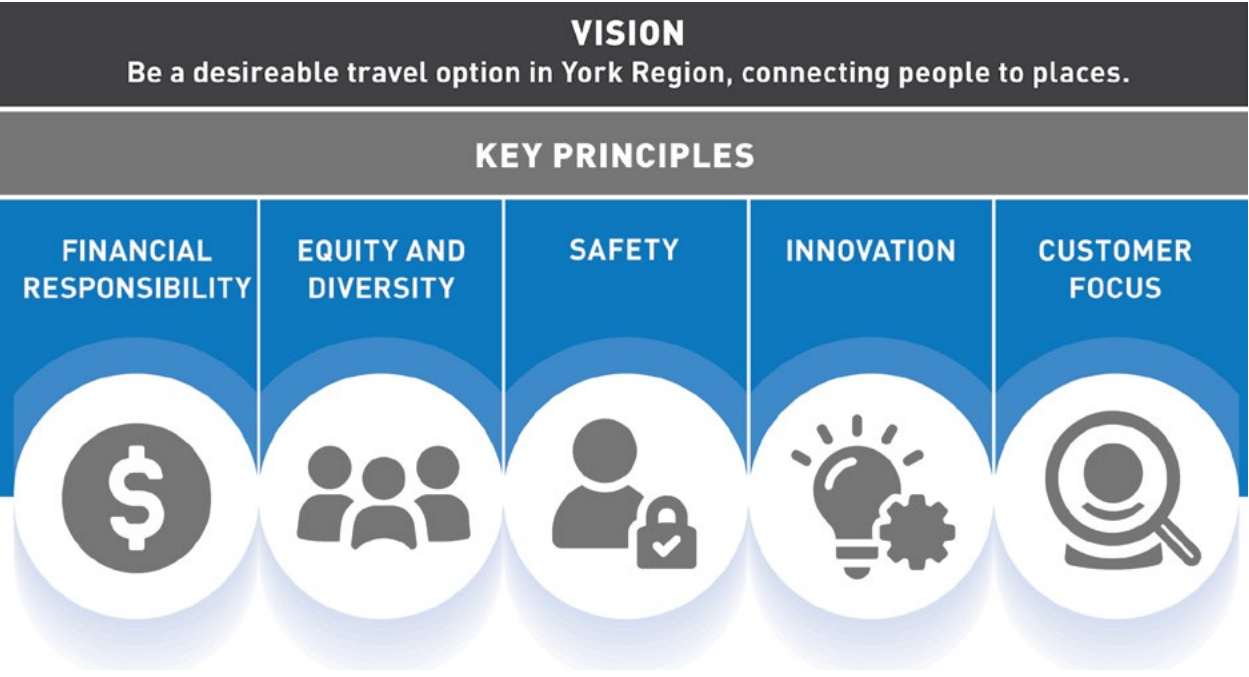 VISION
Be a desireable travel option in York Region, connecting people to places.
KEY PRINCIPLES
FINANCIAL
RESPONSIBILITY
EQUITY AND
DIVERSITY
SAFETY
INNOVATION
CUSTOMER
FOCUS
$